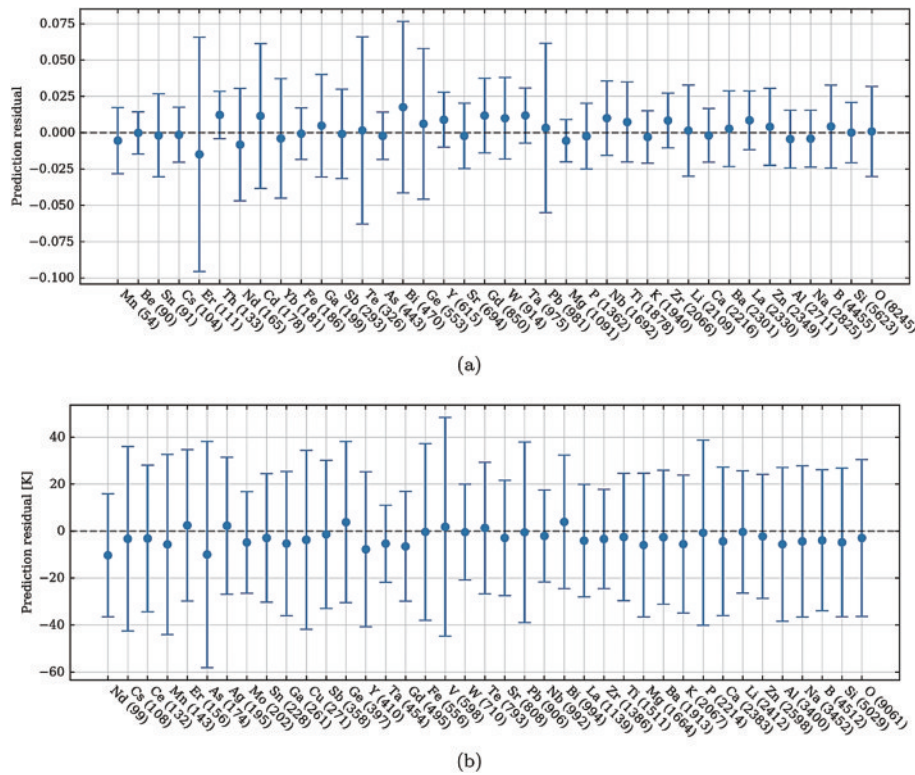 0.075
0.050
0.025
0.000
−0.025
−0.050
−0.075
−0.100
Prediction residual
Mn (54)
Be (90)
Sn (91)
Cs (104)
Er (111)
Th (133)
Nd (165)
Cd (178)
Yb (181)
Fe (186)
Ga (199)
Sb (293)
Te (326)
As (443)
Bi (470)
Ge (553)
Y (615)
Sr (694)
Gd (850)
W (914)
Ta (975)
Pb (981)
Mg (1091)
P (1362)
Nb (1692)
Ti (1878)
K (1940)
Zr (2066)
Li (2109)
Ca (2216)
Ba (2301)
La (2330)
Zn (2349)
Al (2711)
Na (2825)
B (4455)
Si (5623)
O (8245)
(a)
40
20
0
−20
−40
−60
Prediction residual [K]
Nd (99)
Cs (108)
Ce (132)
Mn (143)
Er (156)
As (174)
Ag (195)
Mo (202)
Sn (228)
Ga (261)
Cu (271)
Sb (358)
Ge (397)
Y (410)
Ta (454)
Gd (495)
Fe (556)
V (598)
W (710)
Te (793)
Sr (808)
Pb (906)
Nb (992)
Bi (994)
La (1139)
Zr (1386)
Ti (1511)
Mg (1664)
Ba (1913)
K (2067)
P (2214)
Ca (2383)
Li (2412)
Zn (2598)
Al (3400)
Na (3452)
B (4512)
Si (5029)
O (9061)
(b)